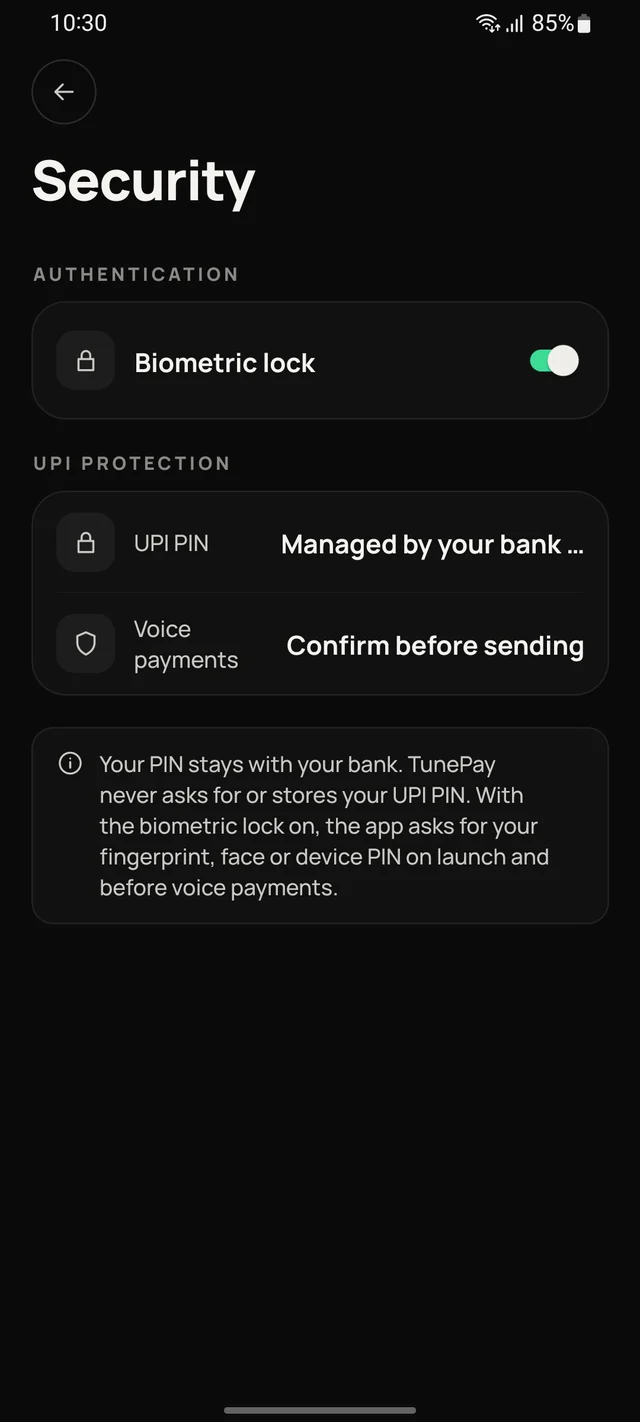 10:30
85%
Security
AUTHENTICATION
Biometric lock
UPI PROTECTION
UPI PIN
Managed by your bank ...
Voice
payments
Confirm before sending
Your PIN stays with your bank. TunePay
never asks for or stores your UPI PIN. With
the biometric lock on, the app asks for your
fingerprint, face or device PIN on launch and
before voice payments.